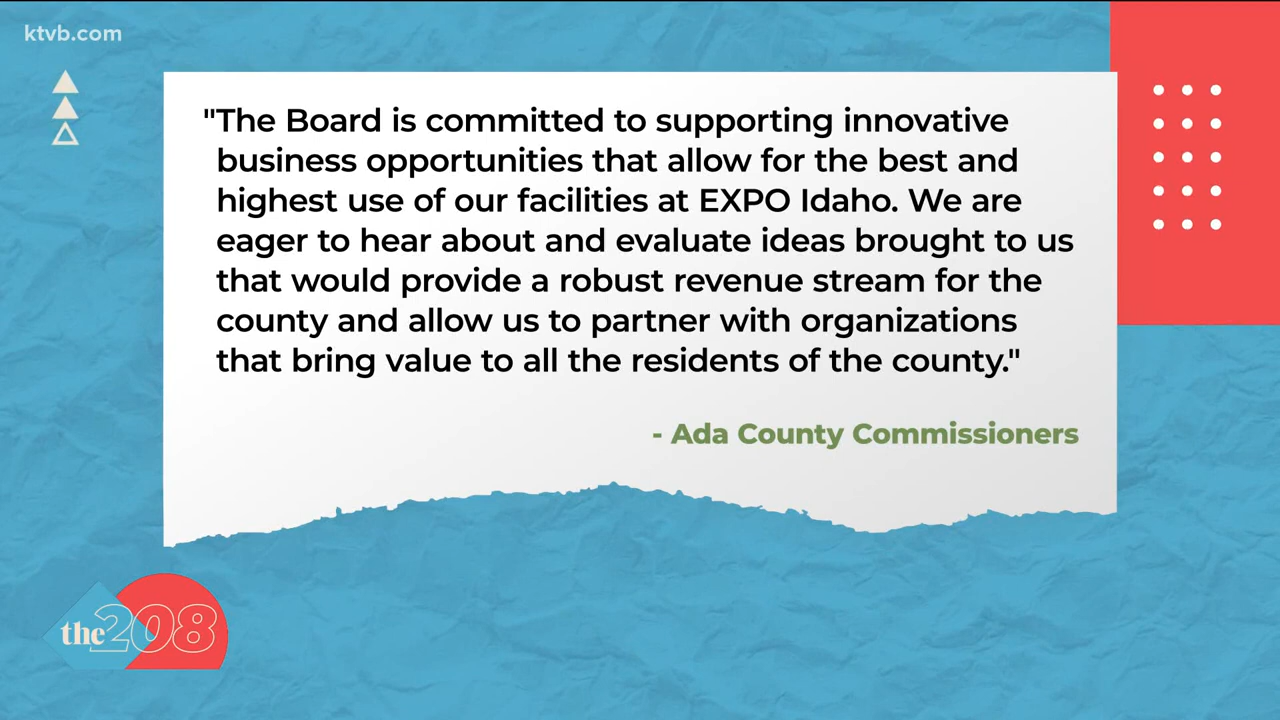 ktvb.com
"The Board is committed to supporting innovative
business opportunities that allow for the best and
highest use of our facilities at EXPO Idaho. We are
eager to hear about and evaluate ideas brought to us
that would provide a robust revenue stream for the
county and allow us to partner with organizations
that bring value to all the residents of the county."
- Ada County Commissioners
the 208